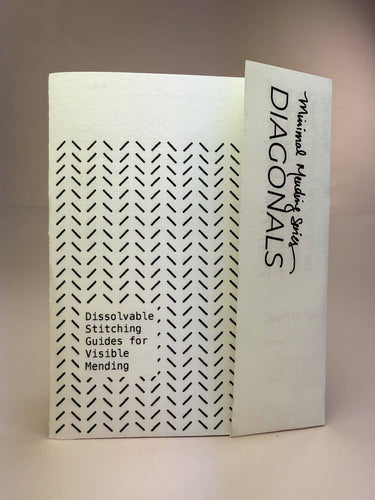 Dissolvable
Stitching
Guides for
Visible
Mending
Minimal Mending Series
DIAGONALS